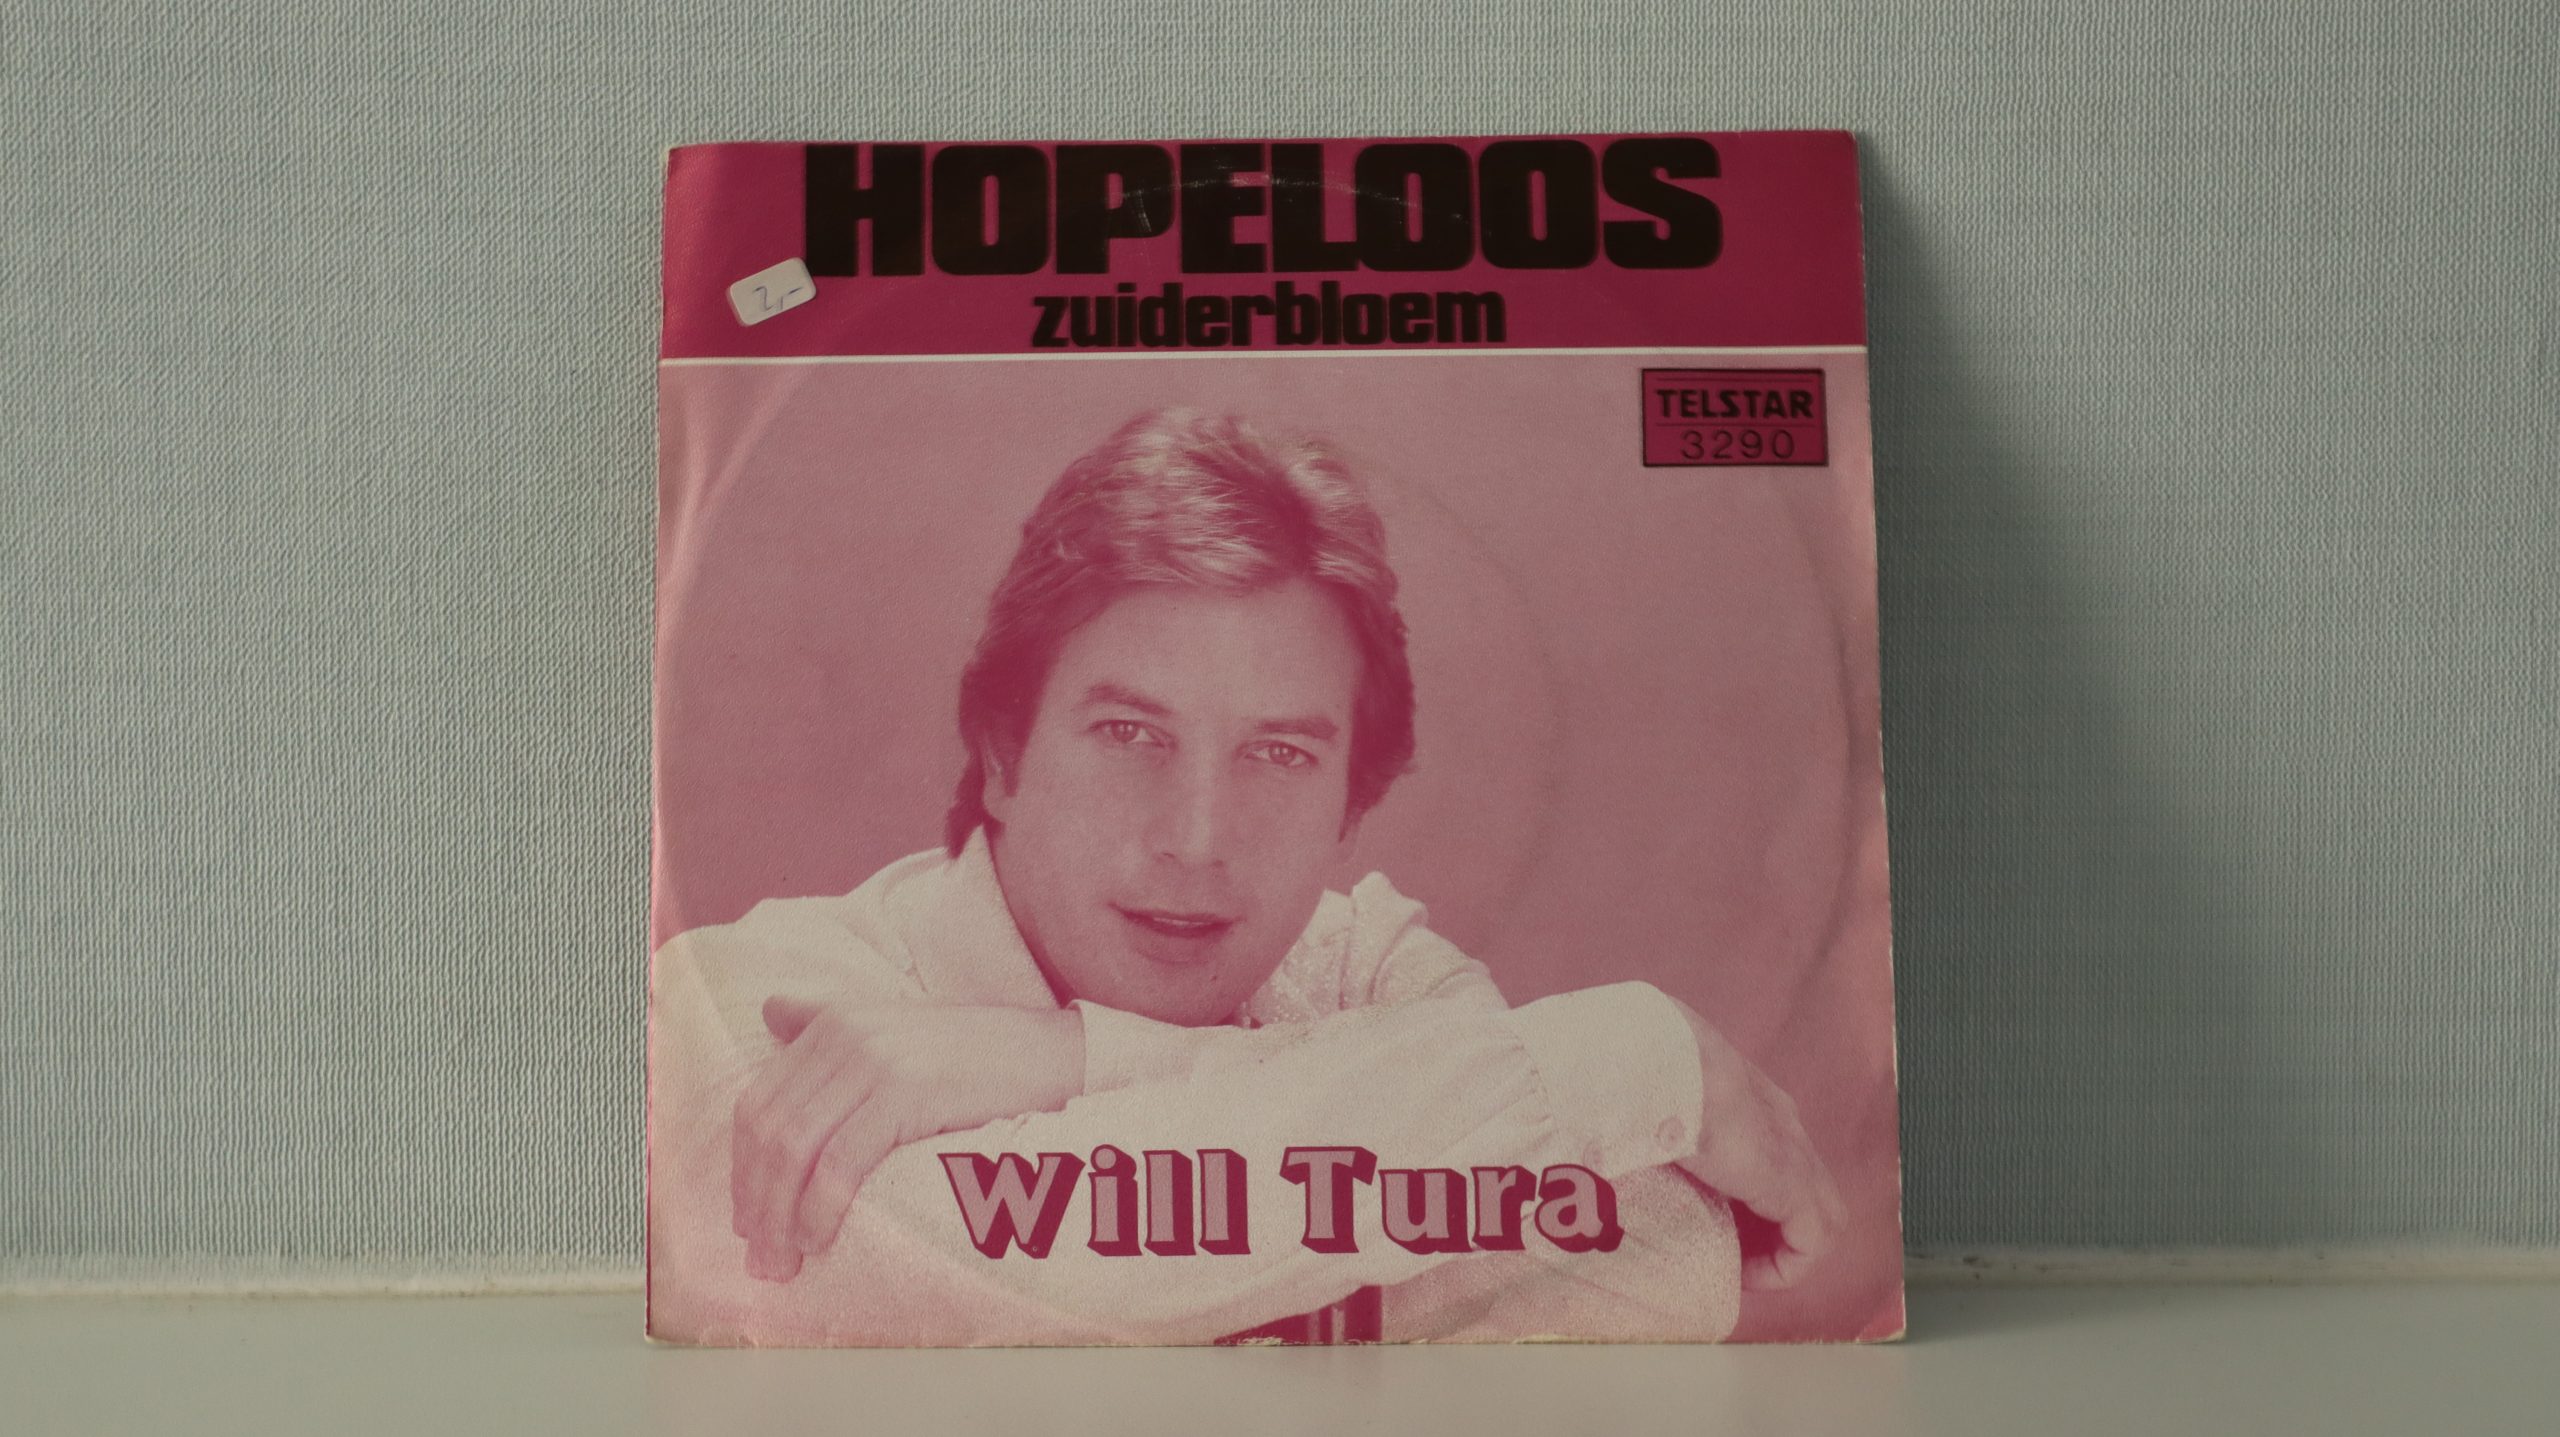 HOPELOOS
2,-
zuiderbloem
TELSTAR
3290
Will Tura